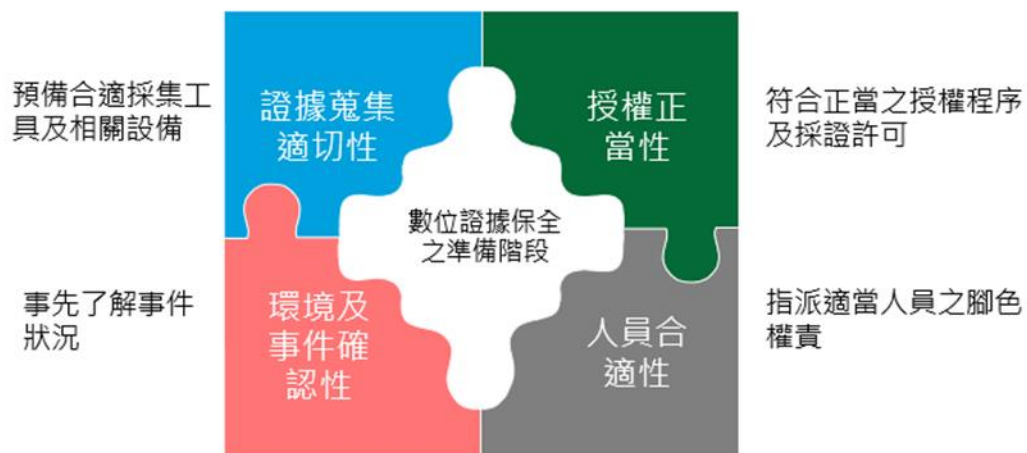 預備合適採集工
具及相關設備
證據蒐集
適切性
授權正
當性
符合正當之授權程序
及採證許可
數位證據保全
之準備階段
事先了解事件
狀況
環境及
事件確
認性
人員合
適性
指派適當人員之腳色
權責